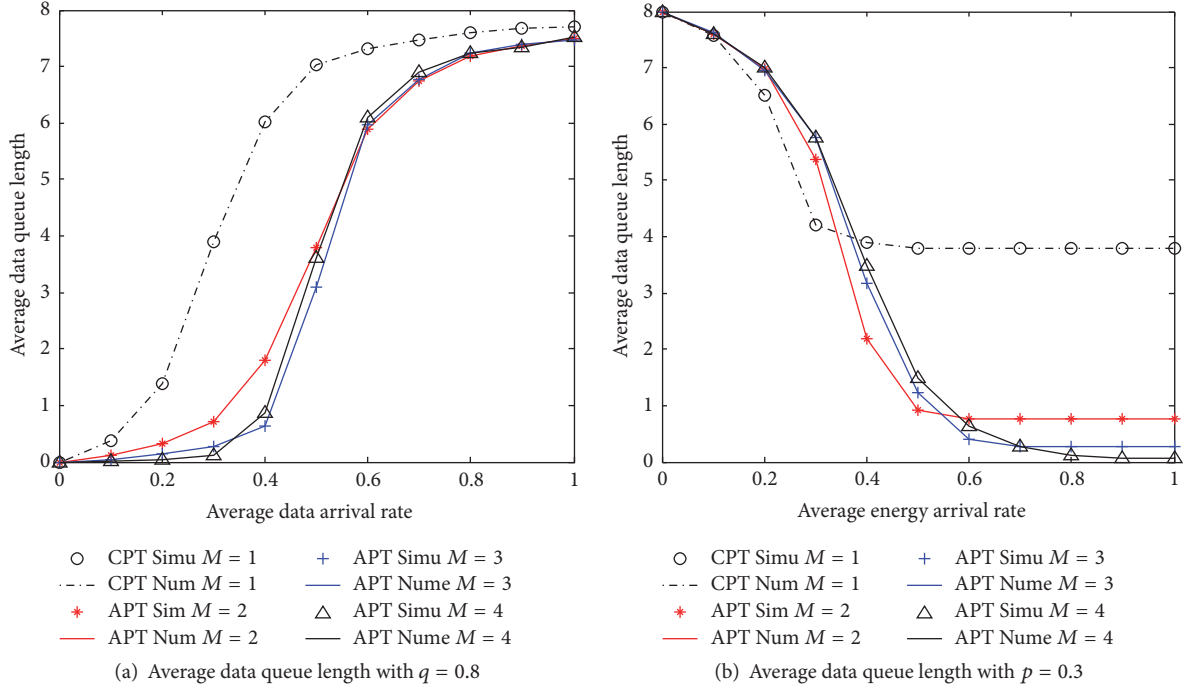 8
7
6
5
4
3
2
1
0
Average data queue length
0 0.2 0.4 0.6 0.8 1
Average data arrival rate
CPT Simu M = 1
CPT Num M = 1
APT Sim M = 2
APT Num M = 2
APT Simu M = 3
APT Nume M = 3
APT Simu M = 4
APT Nume M = 4
(a) Average data queue length with q = 0.8
8
7
6
5
4
3
2
1
0
Average data queue length
0 0.2 0.4 0.6 0.8 1
Average energy arrival rate
CPT Simu M = 1
CPT Num M = 1
APT Sim M = 2
APT Num M = 2
APT Simu M = 3
APT Nume M = 3
APT Simu M = 4
APT Nume M = 4
(b) Average data queue length with p = 0.3